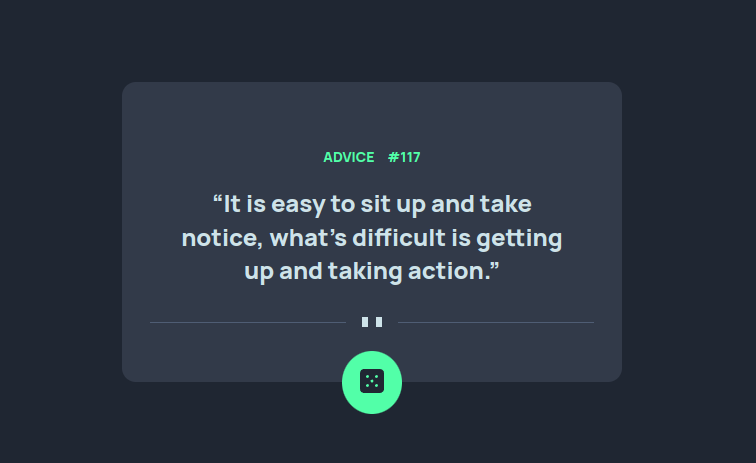 ADVICE #117
“It is easy to sit up and take
notice, what’s difficult is getting
up and taking action.”